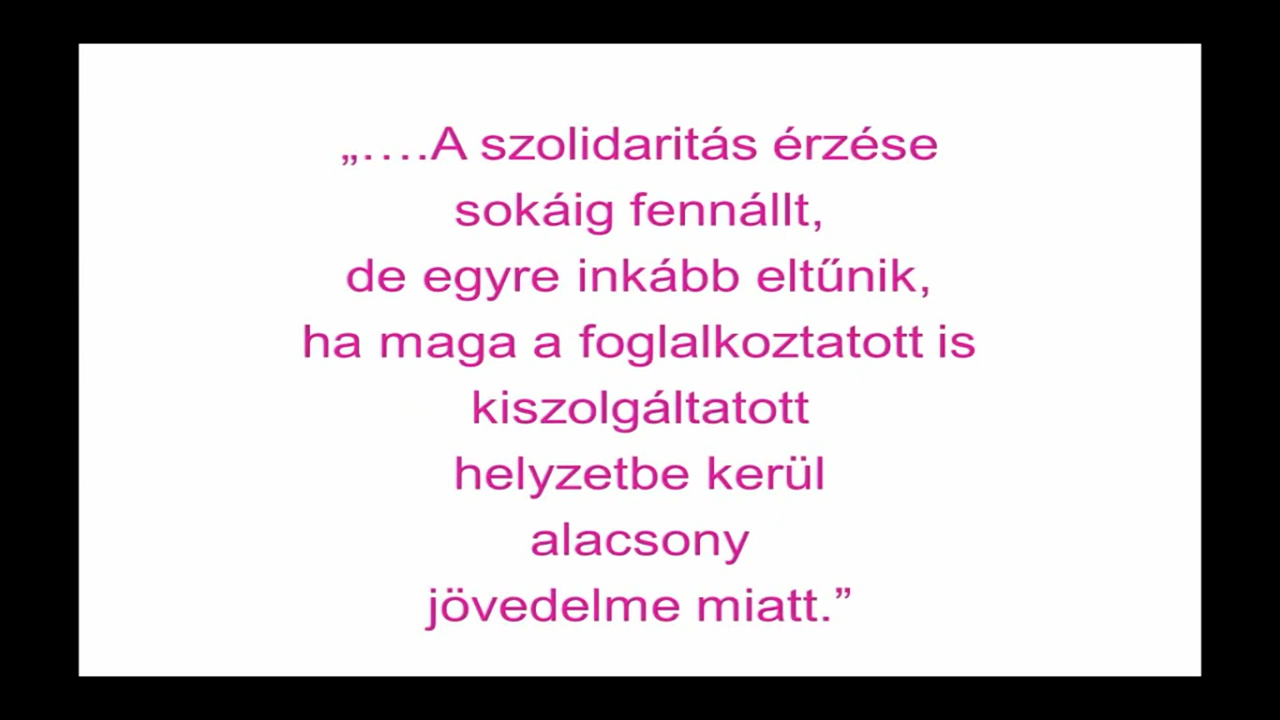 „….A szolidaritás érzése
sokáig fennállt,
de egyre inkább eltűnik,
ha maga a foglalkoztatott is
kiszolgáltatott
helyzetbe kerül
alacsony
jövedelme miatt.”